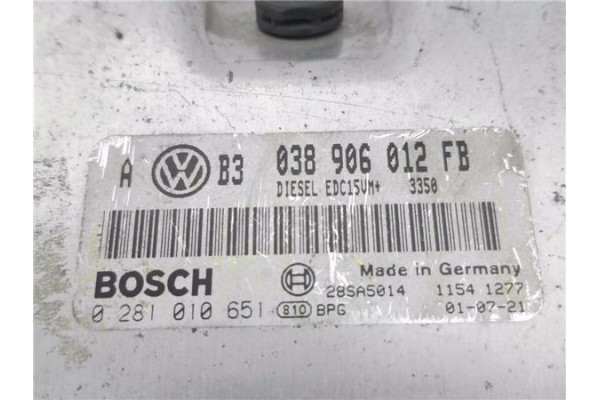 A VW B3 038 906 012 FB
DIESEL EDC15VM+ 3350
BOSCH Made in Germany
28SA5014 1154 1277
0 281 010 651 810 BPG 01-07-21